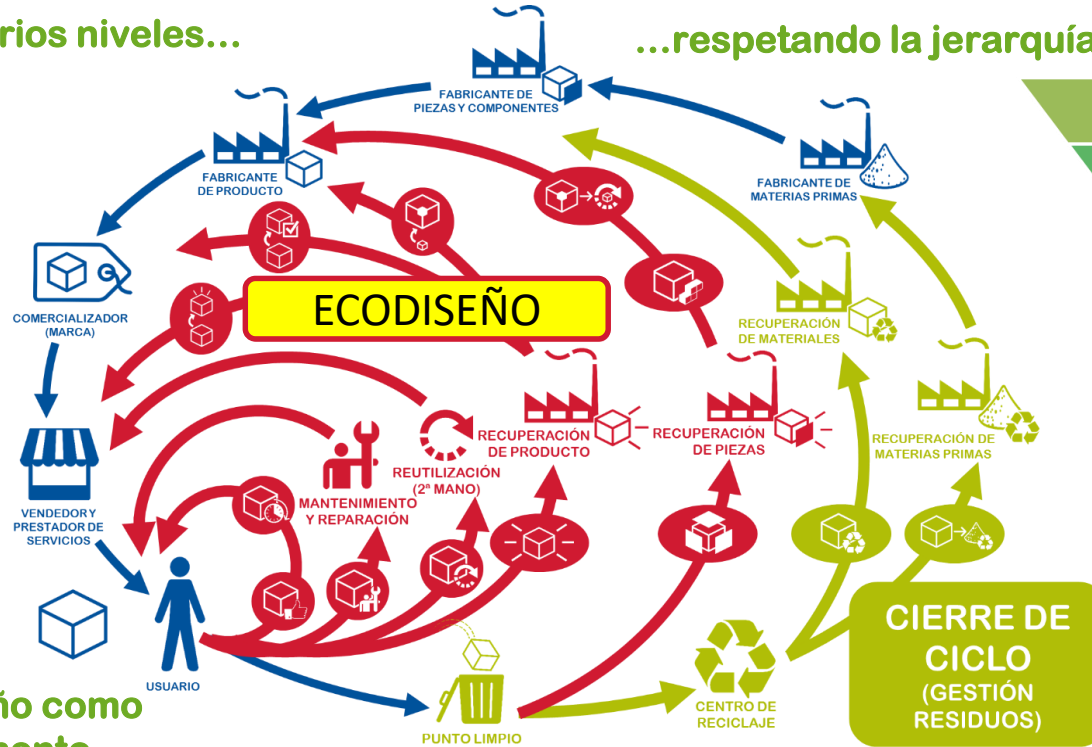 rios niveles...
...respetando la jerarquía
FABRICANTE DE
PIEZAS Y COMPONENTES
FABRICANTE
DE PRODUCTO
FABRICANTE DE
MATERIAS PRIMAS
COMERCIALIZADOR
(MARCA)
ECODISEÑO
RECUPERACIÓN
DE MATERIALES
RECUPERACIÓN
DE PRODUCTO
RECUPERACIÓN
DE PIEZAS
RECUPERACIÓN DE
MATERIAS PRIMAS
REUTILIZACIÓN
(2ª MANO)
MANTENIMIENTO
Y REPARACIÓN
VENDEDOR Y
PRESTADOR DE
SERVICIOS
CIERRE DE
CICLO
(GESTIÓN
RESIDUOS)
USUARIO
ño como
CENTRO DE
RECICLAJE
PUNTO LIMPIO